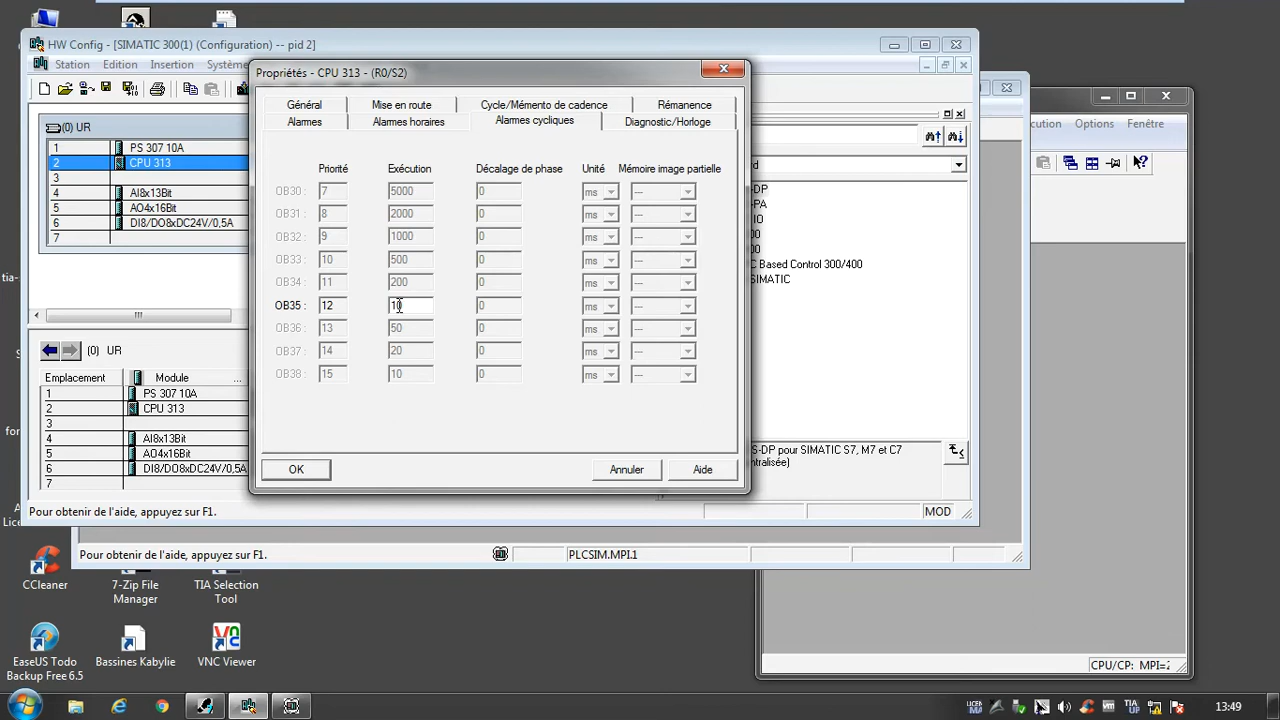 HW Config - [SIMATIC 300(1) (Configuration) -- pid 2]
Station Edition Insertion Système
Propriétés - CPU 313 - (R0/S2)
Général Mise en route Cycle/Mémento de cadence Rémanence
Alarmes Alarmes horaires Alarmes cycliques Diagnostic/Horloge
Priorité Exécution Décalage de phase Unité Mémoire image partielle
OB30 : 7 5000 0 ms ---
OB31 : 8 2000 0 ms ---
OB32 : 9 1000 0 ms ---
OB33 : 10 500 0 ms ---
OB34 : 11 200 0 ms ---
OB35 : 12 10 0 ms ---
OB36 : 13 50 0 ms ---
OB37 : 14 20 0 ms ---
OB38 : 15 10 0 ms ---
OK Annuler Aide
(0) UR
1 PS 307 10A
2 CPU 313
3
4 AI8x13Bit
5 AO4x16Bit
6 DI8/DO8xDC24V/0,5A
7
(0) UR
Emplacement Module ...
1 PS 307 10A
2 CPU 313
3
4 AI8x13Bit
5 AO4x16Bit
6 DI8/DO8xDC24V/0,5A
7
d
-DP
-PA
IO
00
00
C Based Control 300/400
SIMATIC
S-DP pour SIMATIC S7, M7 et C7
tralisée)
Pour obtenir de l'aide, appuyez sur F1. MOD
Pour obtenir de l'aide, appuyez sur F1. PLCSIM.MPI.1
cution Options Fenêtre
CPU/CP: MPI=2
tia-
for
A
Lice
CCleaner
7-Zip File Manager
TIA Selection Tool
EaseUS Todo Backup Free 6.5
Bassines Kabylie
VNC Viewer
13:49